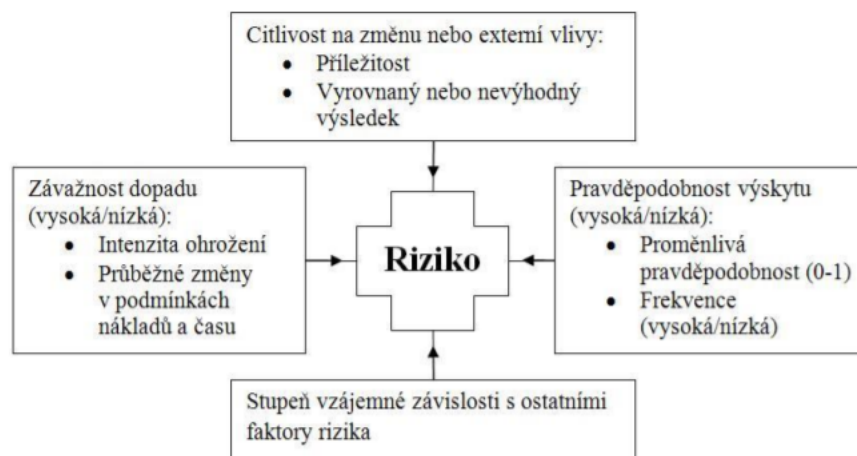 Citlivost na změnu nebo externí vlivy:
• Příležitost
• Vyrovnaný nebo nevýhodný
výsledek
Závažnost dopadu
(vysoká/nízká):
• Intenzita ohrožení
• Průběžné změny
v podmínkách
nákladů a času
Riziko
Pravděpodobnost výskytu
(vysoká/nízká):
• Proměnlivá
pravděpodobnost (0-1)
• Frekvence
(vysoká/nízká)
Stupeň vzájemné závislosti s ostatními
faktory rizika